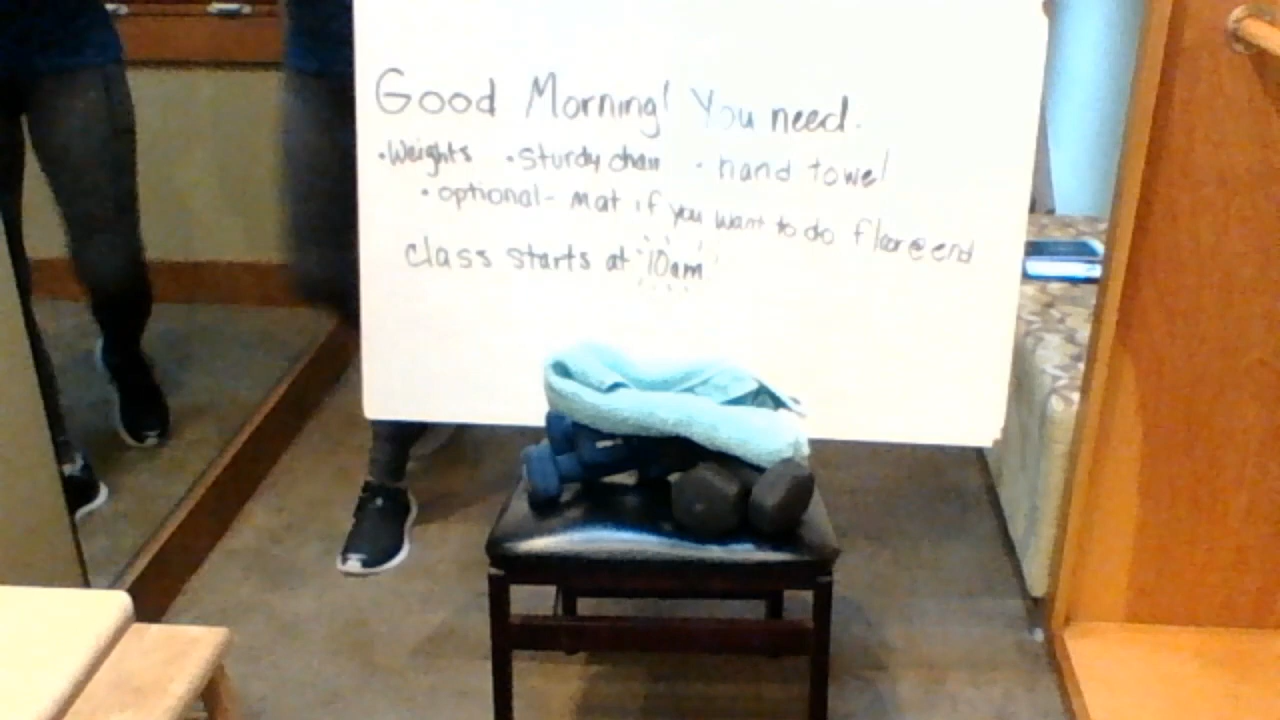 Good Morning! You need.
• Weights • Sturdy chair • hand towel
• optional - mat if you want to do floor @ end
class starts at 10am